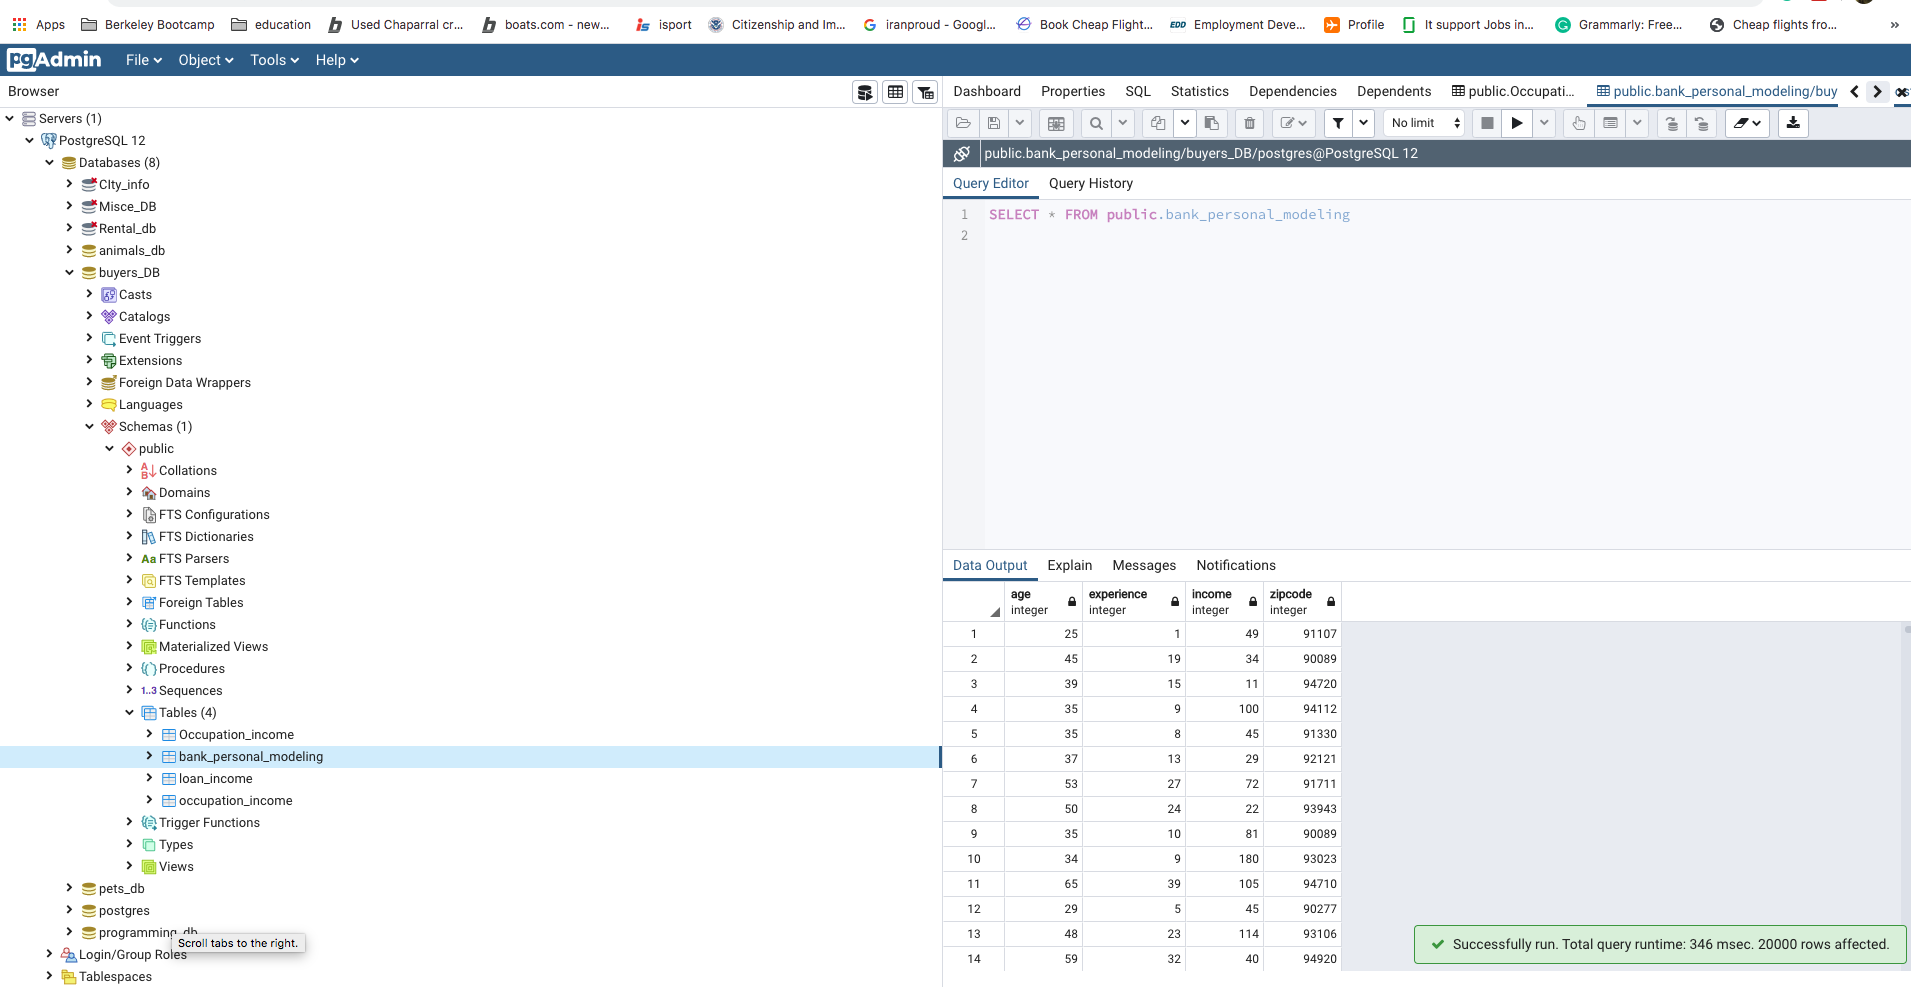 Apps Berkeley Bootcamp education Used Chaparral cr... boats.com - new... isport Citizenship and Im... iranproud - Googl... Book Cheap Flight... EDD Employment Deve... Profile It support Jobs in... Grammarly: Free... Cheap flights fro... »
pgAdmin File Object Tools Help
Browser
Dashboard Properties SQL Statistics Dependencies Dependents public.Occupati... public.bank_personal_modeling/buy
No limit
public.bank_personal_modeling/buyers_DB/postgres@PostgreSQL 12
Query Editor Query History
1 SELECT * FROM public.bank_personal_modeling
2
Servers (1)
PostgreSQL 12
Databases (8)
CIty_info
Misce_DB
Rental_db
animals_db
buyers_DB
Casts
Catalogs
Event Triggers
Extensions
Foreign Data Wrappers
Languages
Schemas (1)
public
Collations
Domains
FTS Configurations
FTS Dictionaries
Aa FTS Parsers
FTS Templates
Foreign Tables
Functions
Materialized Views
Procedures
1..3 Sequences
Tables (4)
Occupation_income
bank_personal_modeling
loan_income
occupation_income
Trigger Functions
Types
Views
pets_db
postgres
programming_db
Scroll tabs to the right.
Login/Group Roles
Tablespaces
Data Output Explain Messages Notifications
age experience income zipcode
integer integer integer integer
1 25 1 49 91107
2 45 19 34 90089
3 39 15 11 94720
4 35 9 100 94112
5 35 8 45 91330
6 37 13 29 92121
7 53 27 72 91711
8 50 24 22 93943
9 35 10 81 90089
10 34 9 180 93023
11 65 39 105 94710
12 29 5 45 90277
13 48 23 114 93106
14 59 32 40 94920
Successfully run. Total query runtime: 346 msec. 20000 rows affected.